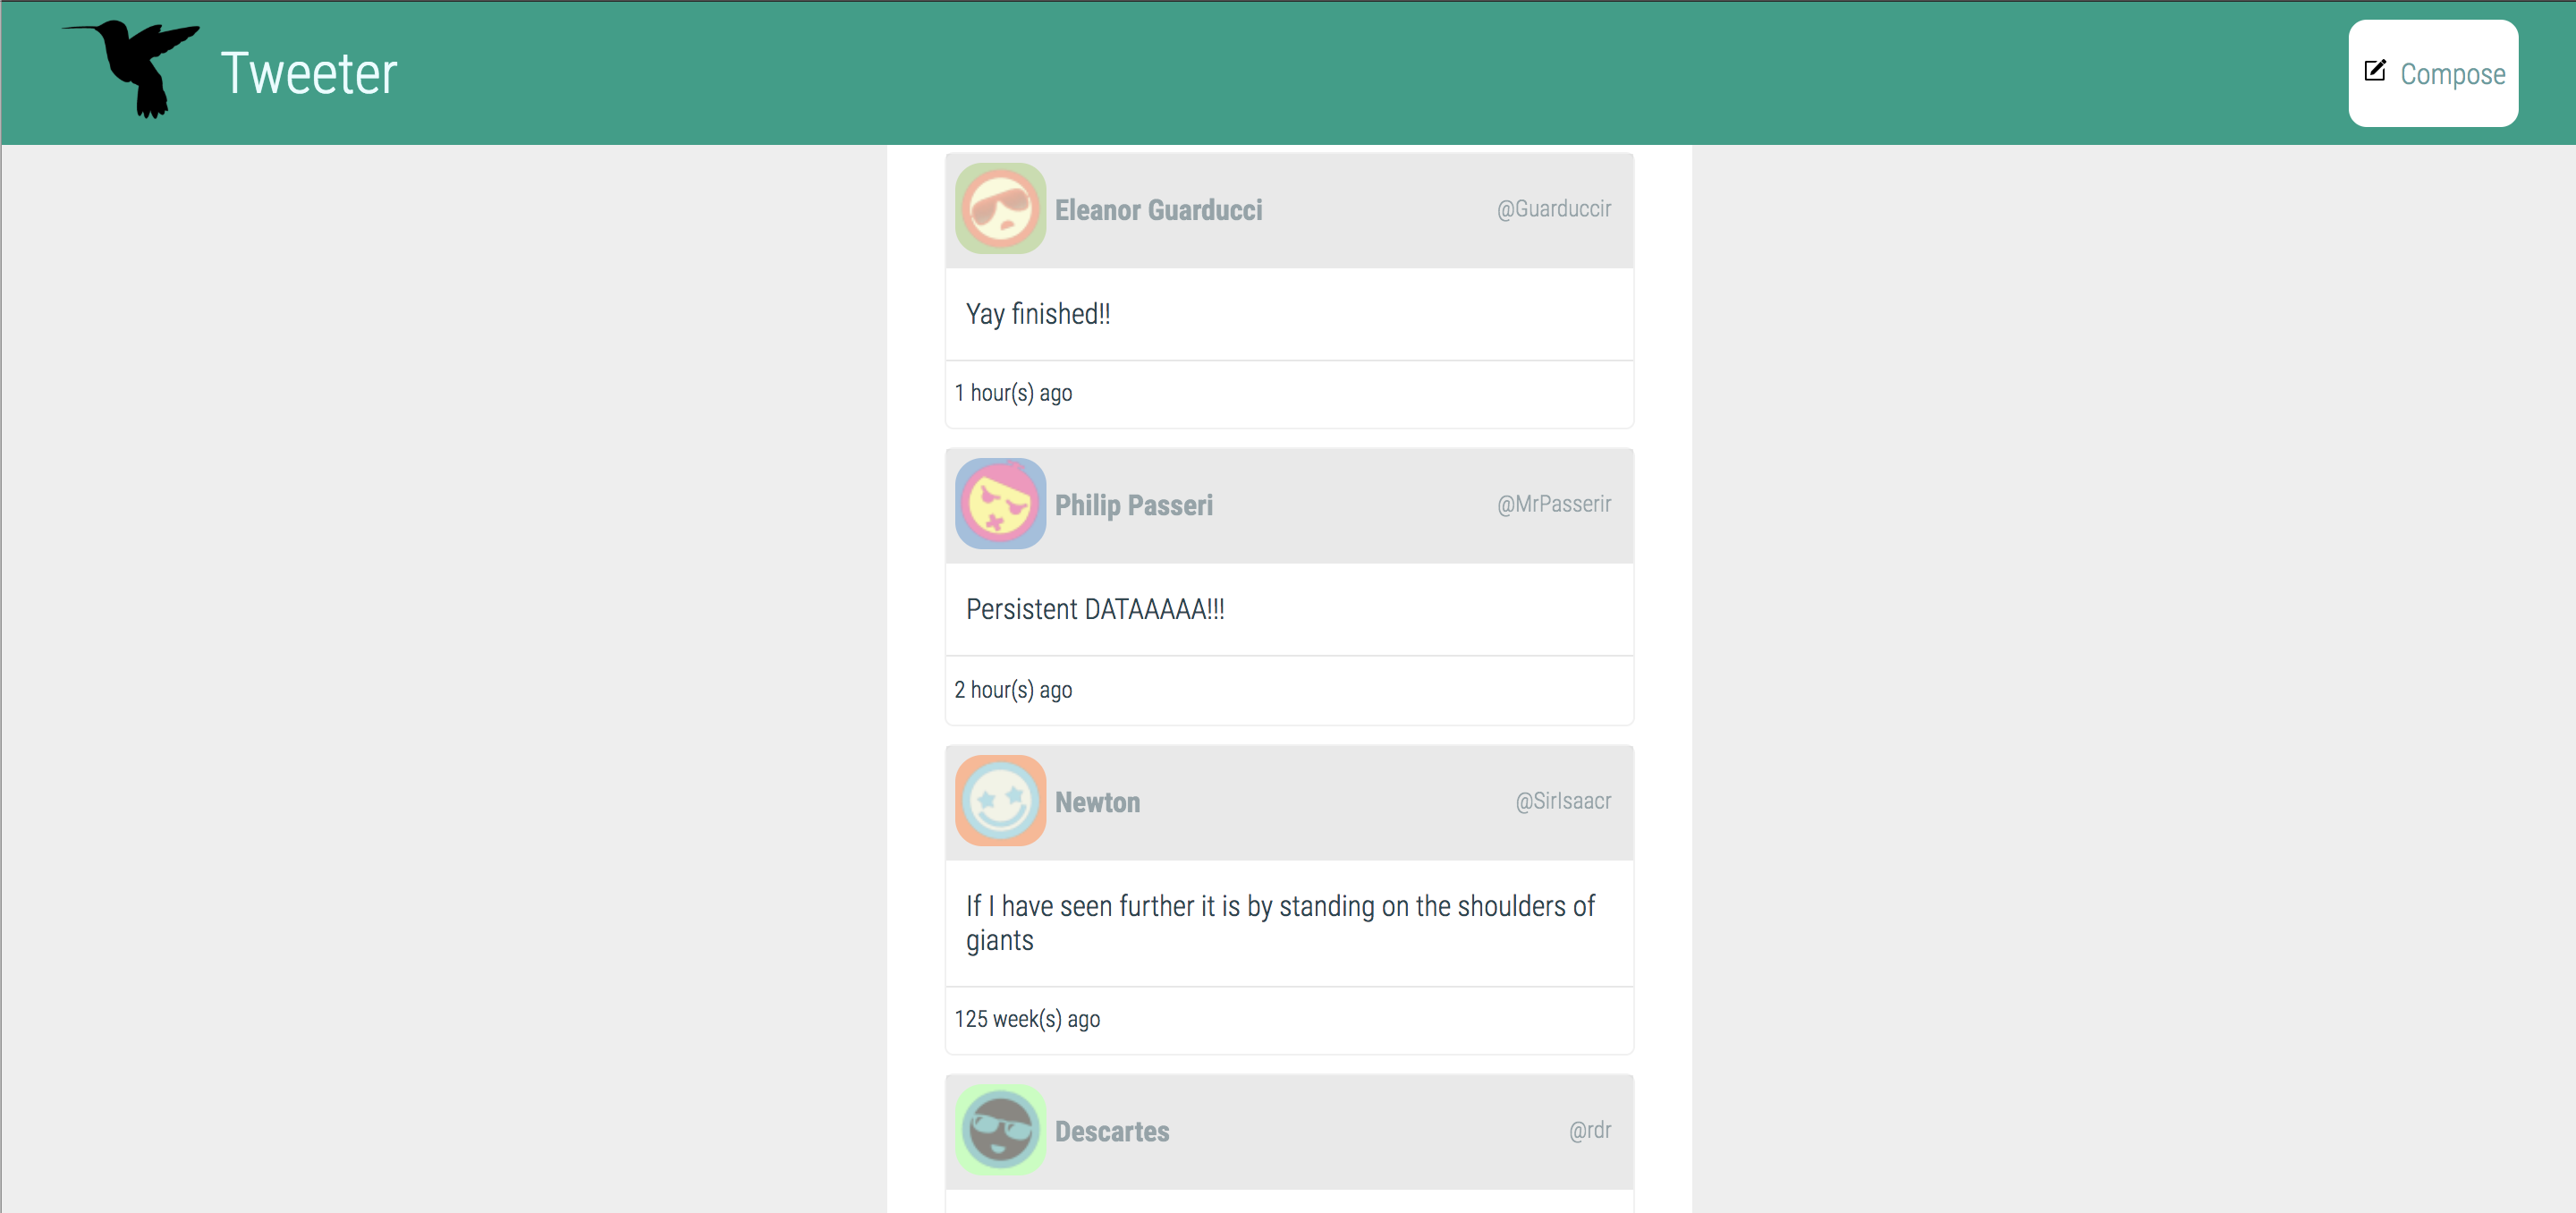 Tweeter
Compose
Eleanor Guarducci
@Guarduccir
Yay finished!!
1 hour(s) ago
Philip Passeri
@MrPasserir
Persistent DATAAAAA!!!
2 hour(s) ago
Newton
@SirIsaacr
If I have seen further it is by standing on the shoulders of
giants
125 week(s) ago
Descartes
@rdr